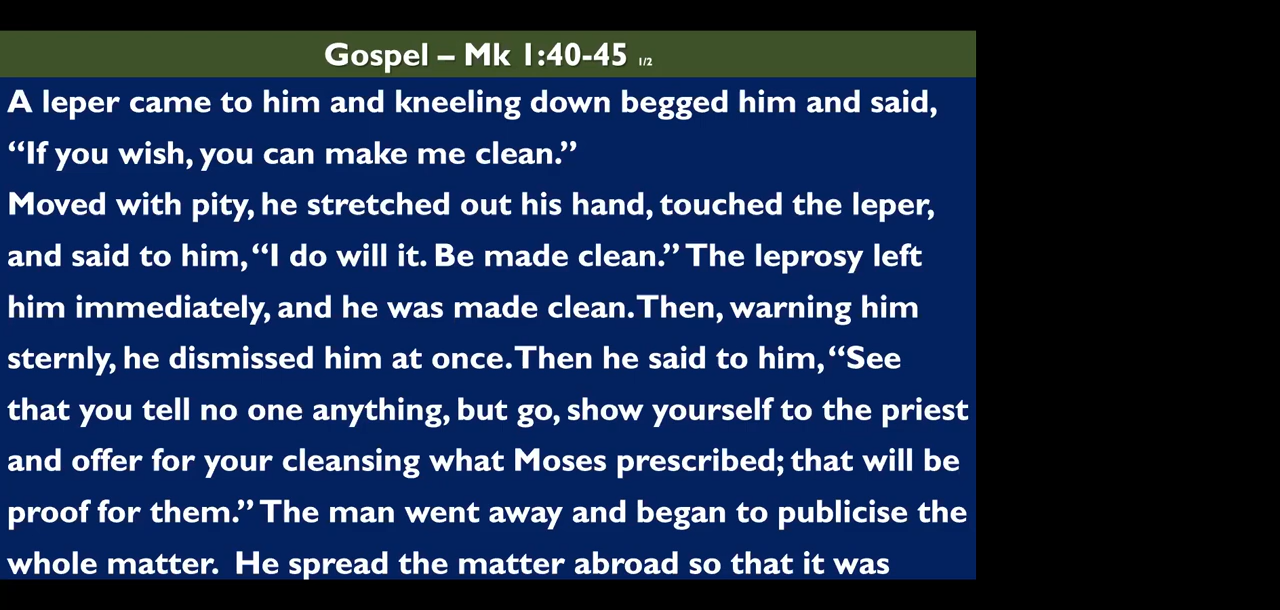 Gospel – Mk 1:40-45 1/2
A leper came to him and kneeling down begged him and said,
“If you wish, you can make me clean.”
Moved with pity, he stretched out his hand, touched the leper,
and said to him, “I do will it. Be made clean.” The leprosy left
him immediately, and he was made clean. Then, warning him
sternly, he dismissed him at once. Then he said to him, “See
that you tell no one anything, but go, show yourself to the priest
and offer for your cleansing what Moses prescribed; that will be
proof for them.” The man went away and began to publicise the
whole matter.  He spread the matter abroad so that it was